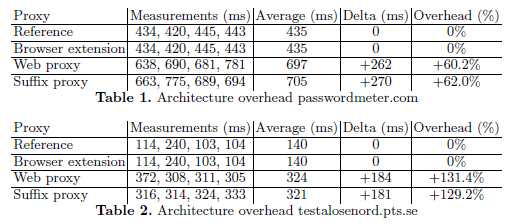 Proxy Measurements (ms) Average (ms) Delta (ms) Overhead (%)
Reference 434, 420, 445, 443 435 0 0%
Browser extension 434, 420, 445, 443 435 0 0%
Web proxy 638, 690, 681, 781 697 +262 +60.2%
Suffix proxy 663, 775, 689, 694 705 +270 +62.0%
Table 1. Architecture overhead passwordmeter.com
Proxy Measurements (ms) Average (ms) Delta (ms) Overhead (%)
Reference 114, 240, 103, 104 140 0 0%
Browser extension 114, 240, 103, 104 140 0 0%
Web proxy 372, 308, 311, 305 324 +184 +131.4%
Suffix proxy 316, 314, 324, 333 321 +181 +129.2%
Table 2. Architecture overhead testalosenord.pts.se